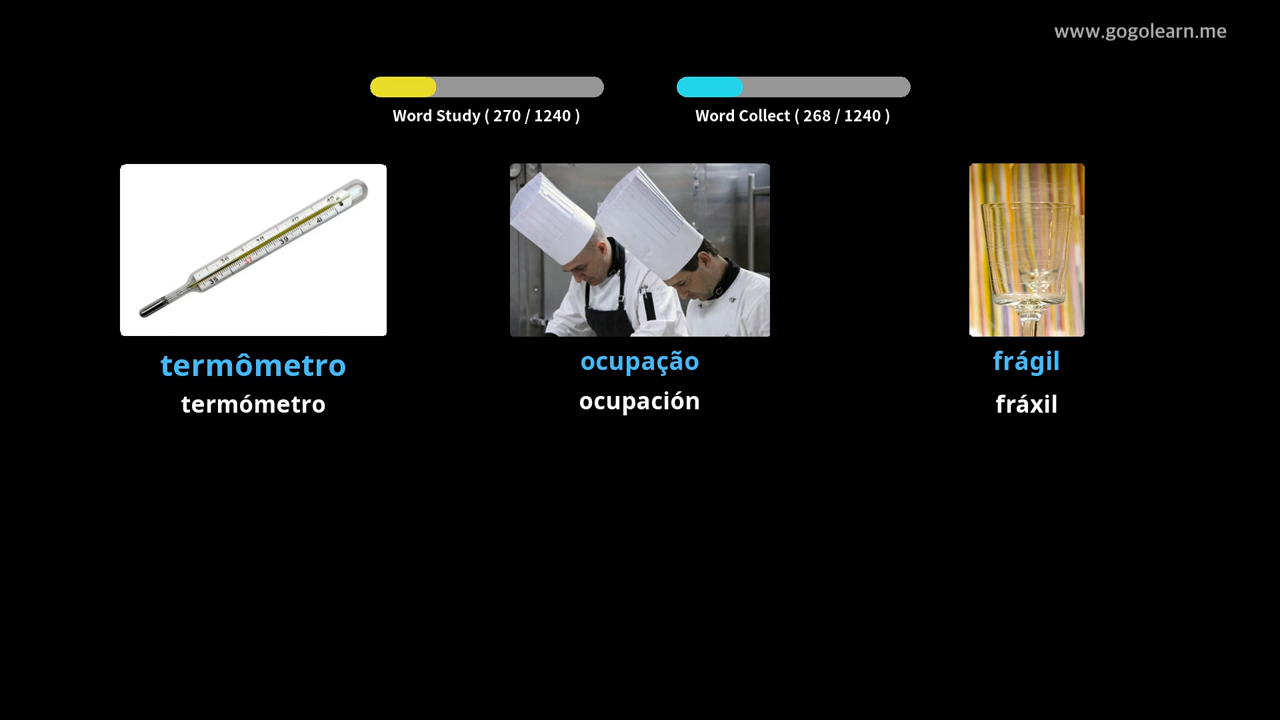 www.gogolearn.me
Word Study ( 270 / 1240 )
Word Collect ( 268 / 1240 )
termômetro
termómetro
ocupação
ocupación
frágil
fráxil